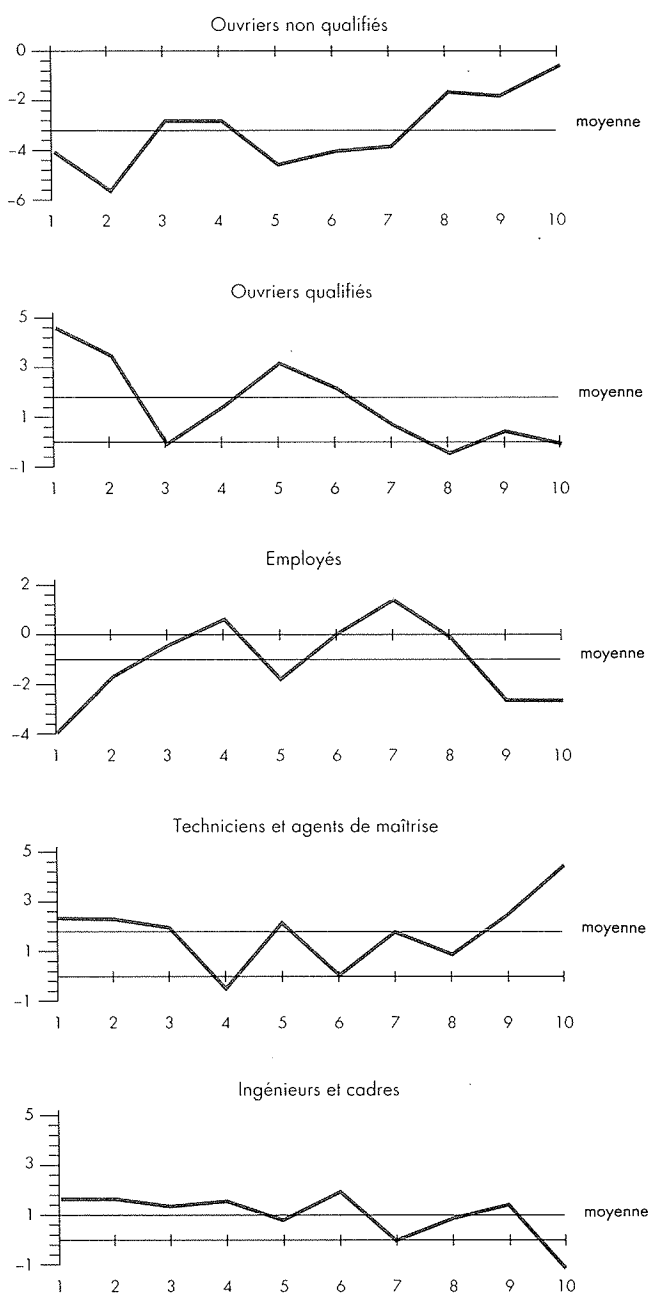 Ouvriers non qualifiés
0
-2
moyenne
-4
-6
1 2 3 4 5 6 7 8 9 10
Ouvriers qualifiés
5
3
moyenne
1
-1
1 2 3 4 5 6 7 8 9 10
Employés
2
0
moyenne
-2
-4
1 2 3 4 5 6 7 8 9 10
Techniciens et agents de maîtrise
5
3
moyenne
1
-1
1 2 3 4 5 6 7 8 9 10
Ingénieurs et cadres
5
3
1 moyenne
-1
1 2 3 4 5 6 7 8 9 10